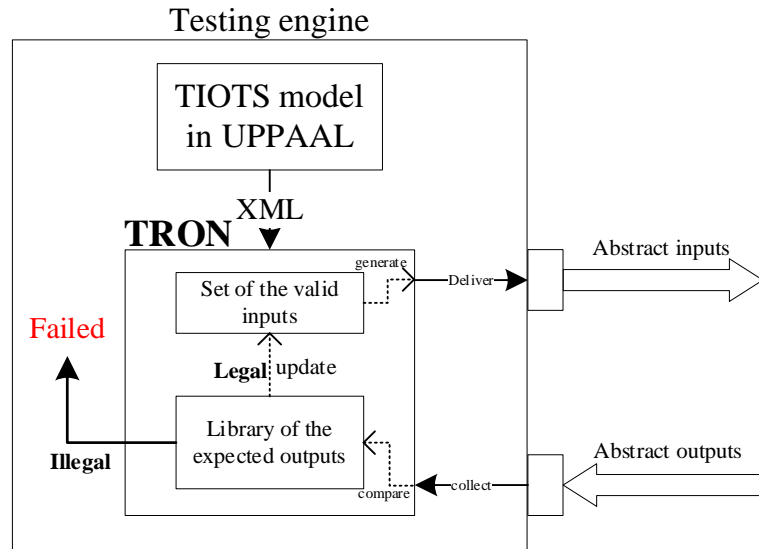 Testing engine
TIOTS model
in UPPAAL
XML
TRON
generate
Deliver
Abstract inputs
Set of the valid
inputs
Failed
Legal update
Library of the
expected outputs
Illegal
compare
collect
Abstract outputs